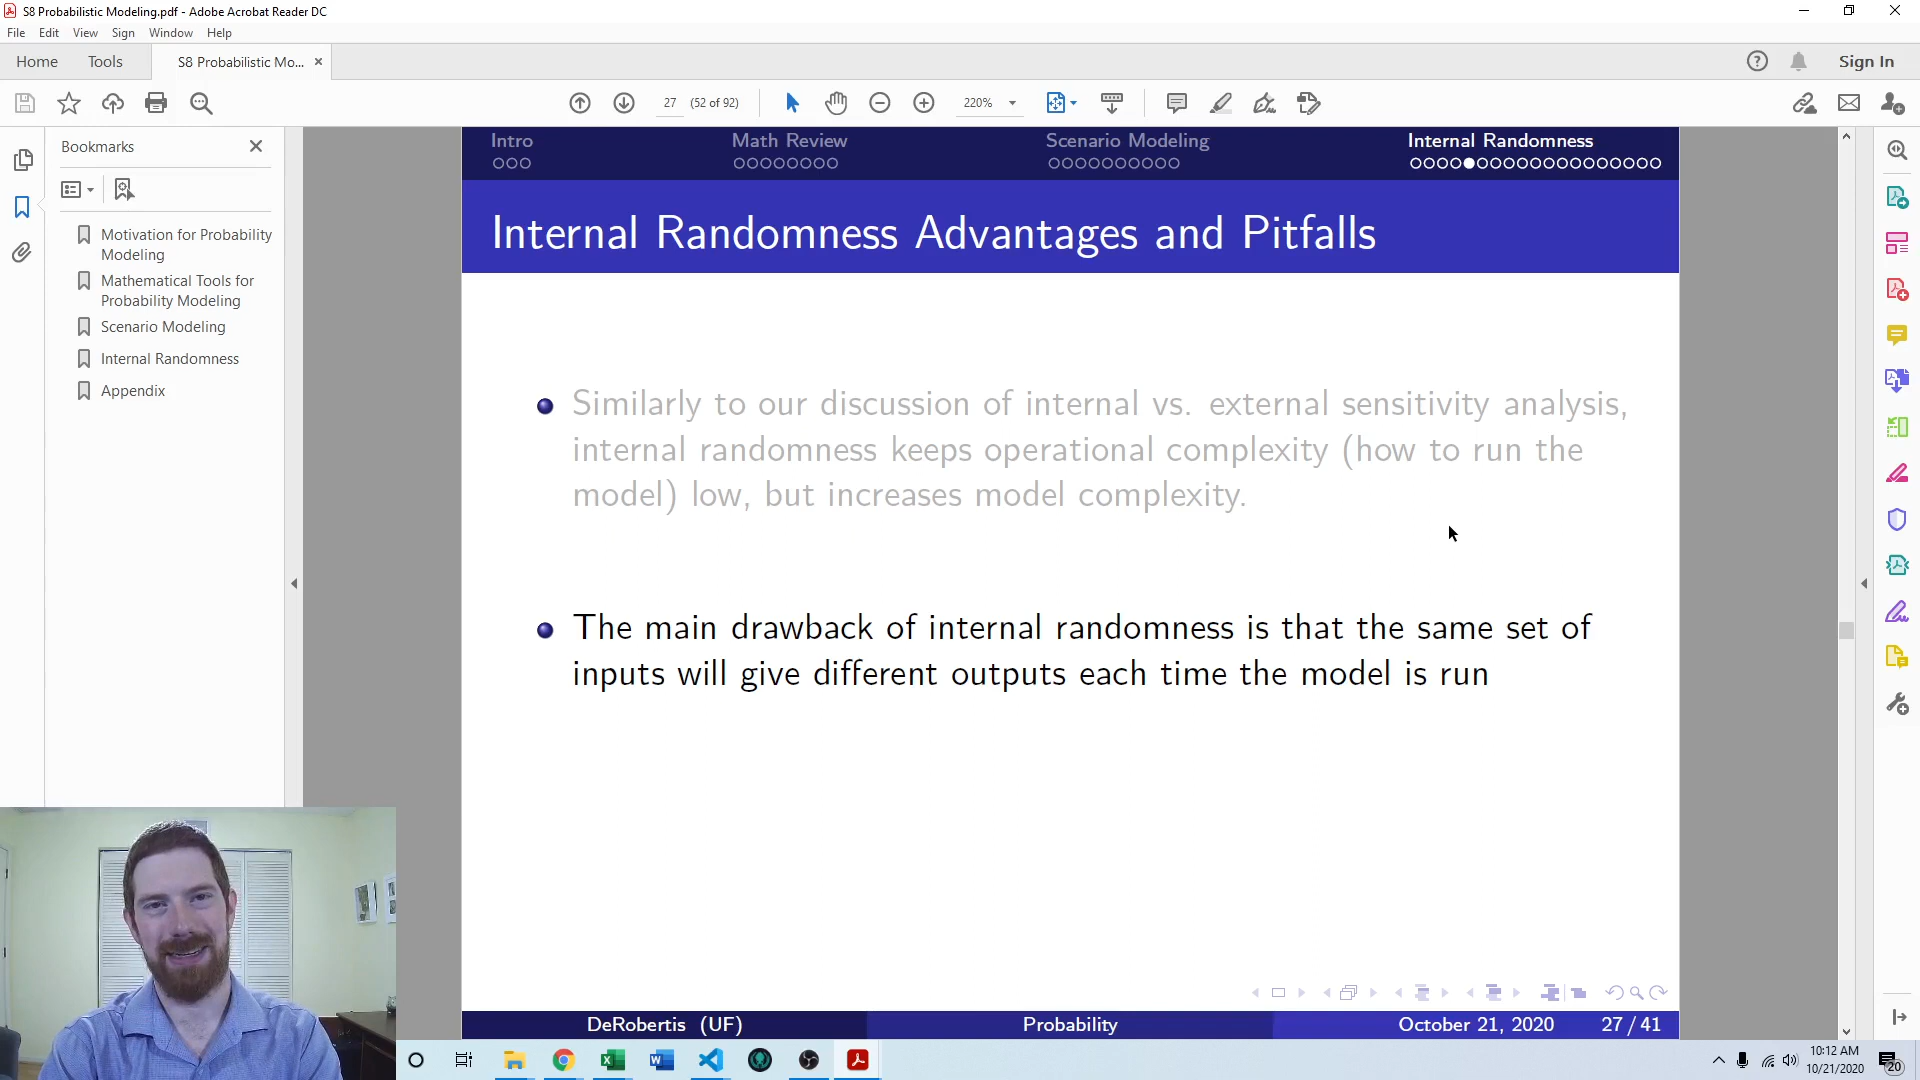 S8 Probabilistic Modeling.pdf - Adobe Acrobat Reader DC
File Edit View Sign Window Help
Home Tools S8 Probabilistic Mo... Sign In
27 (52 of 92) 220%
Bookmarks
Motivation for Probability
Modeling
Mathematical Tools for
Probability Modeling
Scenario Modeling
Internal Randomness
Appendix
Intro Math Review Scenario Modeling Internal Randomness
Internal Randomness Advantages and Pitfalls
Similarly to our discussion of internal vs. external sensitivity analysis,
internal randomness keeps operational complexity (how to run the
model) low, but increases model complexity.
The main drawback of internal randomness is that the same set of
inputs will give different outputs each time the model is run
DeRobertis (UF) Probability October 21, 2020 27 / 41
10:12 AM
10/21/2020
20